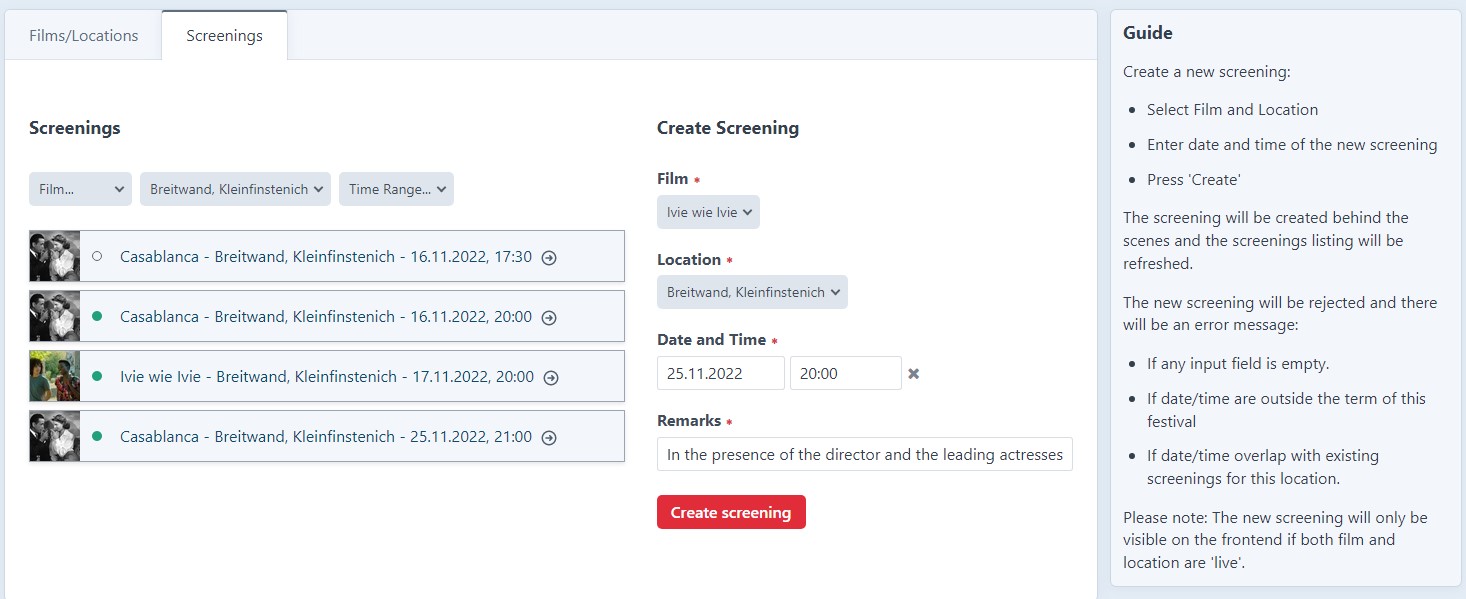 Films/Locations
Screenings
Screenings
Film...
Breitwand, Kleinfinstenich
Time Range...
Casablanca - Breitwand, Kleinfinstenich - 16.11.2022, 17:30
Casablanca - Breitwand, Kleinfinstenich - 16.11.2022, 20:00
Ivie wie Ivie - Breitwand, Kleinfinstenich - 17.11.2022, 20:00
Casablanca - Breitwand, Kleinfinstenich - 25.11.2022, 21:00
Create Screening
Film *
Ivie wie Ivie
Location *
Breitwand, Kleinfinstenich
Date and Time *
25.11.2022
20:00
Remarks *
In the presence of the director and the leading actresses
Create screening
Guide
Create a new screening:
• Select Film and Location
• Enter date and time of the new screening
• Press 'Create'
The screening will be created behind the
scenes and the screenings listing will be
refreshed.
The new screening will be rejected and there
will be an error message:
• If any input field is empty.
• If date/time are outside the term of this
festival
• If date/time overlap with existing
screenings for this location.
Please note: The new screening will only be
visible on the frontend if both film and
location are 'live'.